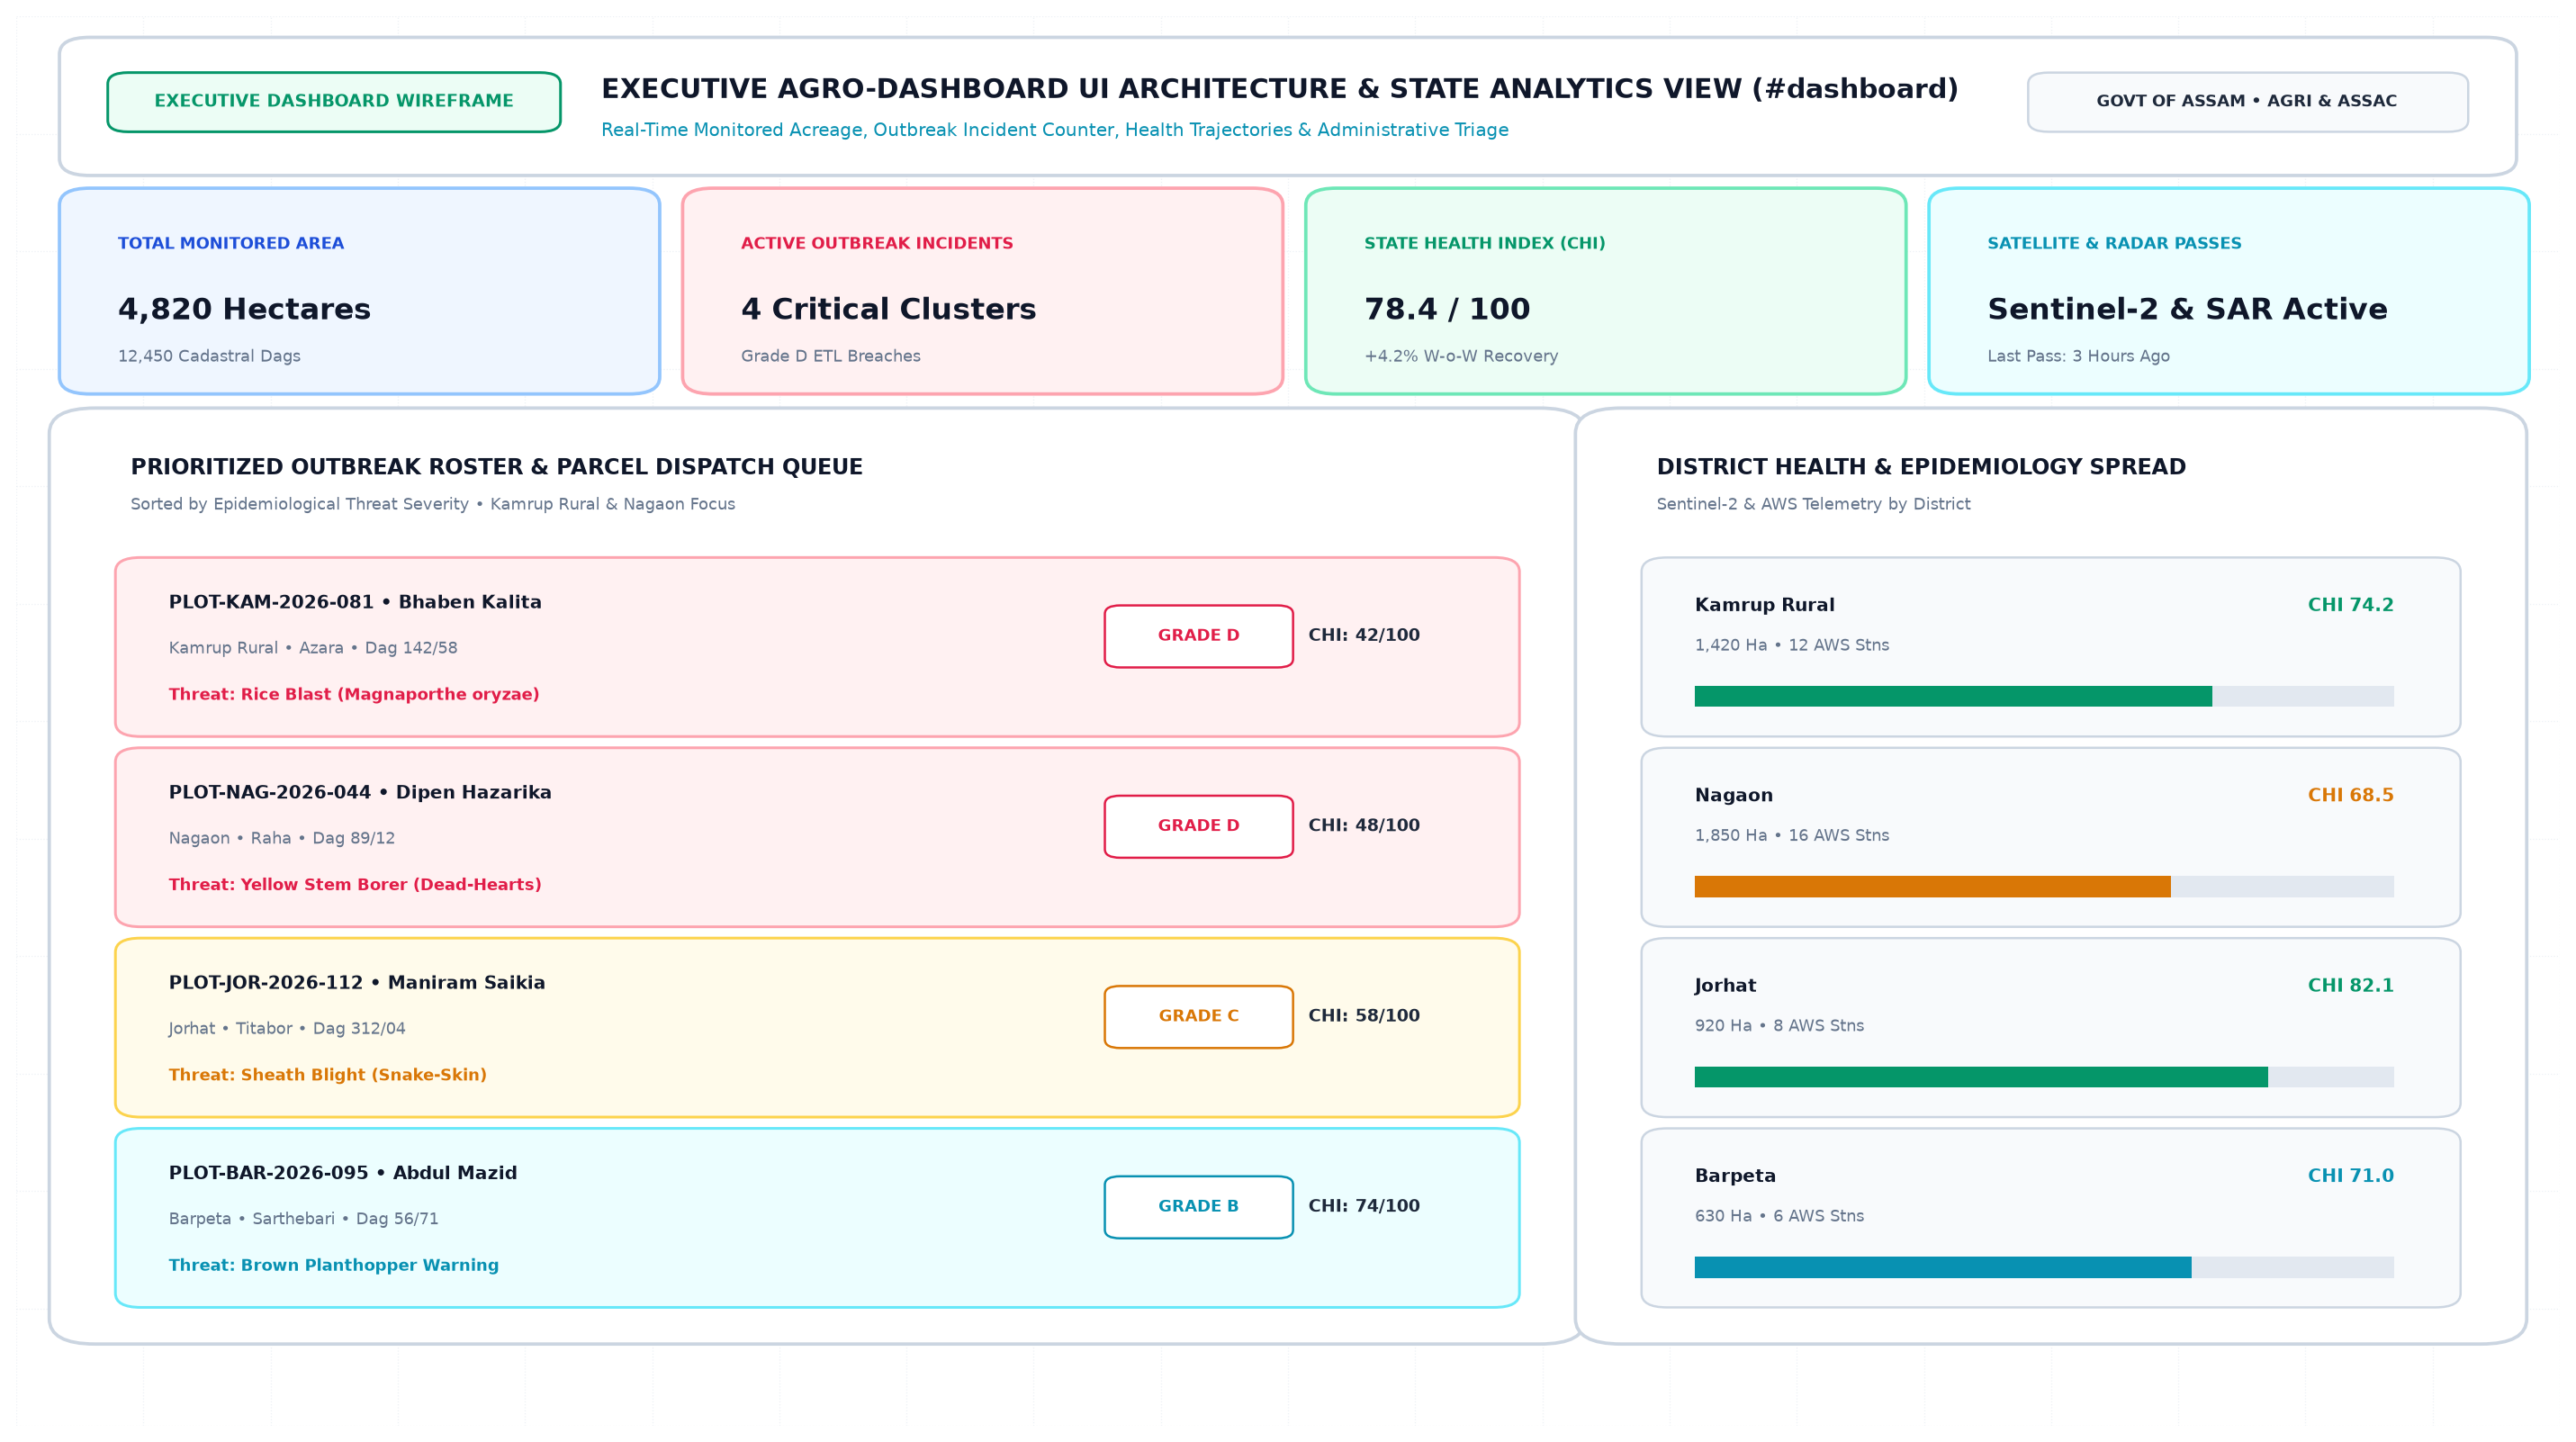 EXECUTIVE DASHBOARD WIREFRAME
EXECUTIVE AGRO-DASHBOARD UI ARCHITECTURE & STATE ANALYTICS VIEW (#dashboard)
Real-Time Monitored Acreage, Outbreak Incident Counter, Health Trajectories & Administrative Triage
GOVT OF ASSAM • AGRI & ASSAC
TOTAL MONITORED AREA
4,820 Hectares
12,450 Cadastral Dags
ACTIVE OUTBREAK INCIDENTS
4 Critical Clusters
Grade D ETL Breaches
STATE HEALTH INDEX (CHI)
78.4 / 100
+4.2% W-o-W Recovery
SATELLITE & RADAR PASSES
Sentinel-2 & SAR Active
Last Pass: 3 Hours Ago
PRIORITIZED OUTBREAK ROSTER & PARCEL DISPATCH QUEUE
Sorted by Epidemiological Threat Severity • Kamrup Rural & Nagaon Focus
PLOT-KAM-2026-081 • Bhaben Kalita
Kamrup Rural • Azara • Dag 142/58
Threat: Rice Blast (Magnaporthe oryzae)
GRADE D
CHI: 42/100
PLOT-NAG-2026-044 • Dipen Hazarika
Nagaon • Raha • Dag 89/12
Threat: Yellow Stem Borer (Dead-Hearts)
GRADE D
CHI: 48/100
PLOT-JOR-2026-112 • Maniram Saikia
Jorhat • Titabor • Dag 312/04
Threat: Sheath Blight (Snake-Skin)
GRADE C
CHI: 58/100
PLOT-BAR-2026-095 • Abdul Mazid
Barpeta • Sarthebari • Dag 56/71
Threat: Brown Planthopper Warning
GRADE B
CHI: 74/100
DISTRICT HEALTH & EPIDEMIOLOGY SPREAD
Sentinel-2 & AWS Telemetry by District
Kamrup Rural
CHI 74.2
1,420 Ha • 12 AWS Stns
Nagaon
CHI 68.5
1,850 Ha • 16 AWS Stns
Jorhat
CHI 82.1
920 Ha • 8 AWS Stns
Barpeta
CHI 71.0
630 Ha • 6 AWS Stns